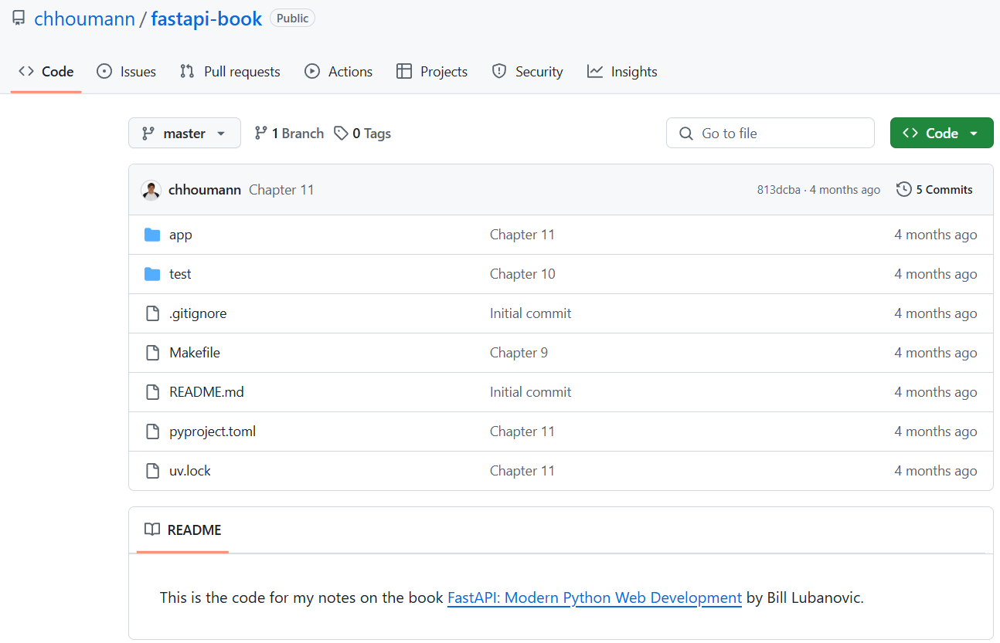 chhoumann / fastapi-book Public
Code Issues Pull requests Actions Projects Security Insights
master 1 Branch 0 Tags Go to file Code
chhoumann Chapter 11 813dcba · 4 months ago 5 Commits
app Chapter 11 4 months ago
test Chapter 10 4 months ago
.gitignore Initial commit 4 months ago
Makefile Chapter 9 4 months ago
README.md Initial commit 4 months ago
pyproject.toml Chapter 11 4 months ago
uv.lock Chapter 11 4 months ago
README
This is the code for my notes on the book FastAPI: Modern Python Web Development by Bill Lubanovic.